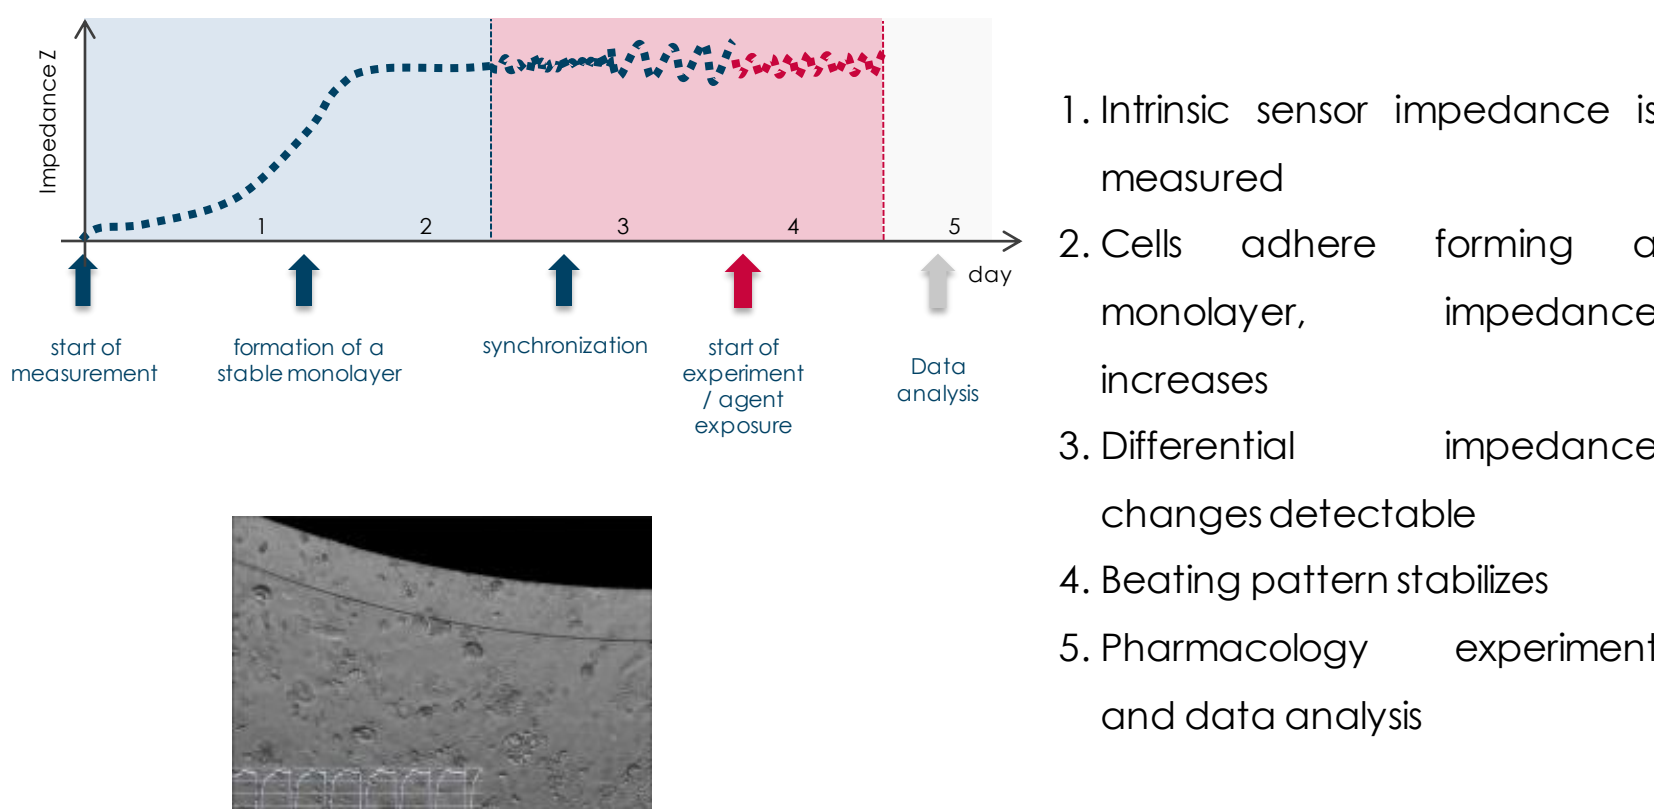 Impedance Z
1 2 3 4 5
day
start of
measurement
formation of a
stable monolayer
synchronization
start of
experiment
/ agent
exposure
Data
analysis
1. Intrinsic sensor impedance is
measured
2. Cells adhere forming a
monolayer, impedance
increases
3. Differential impedance
changes detectable
4. Beating pattern stabilizes
5. Pharmacology experiment
and data analysis